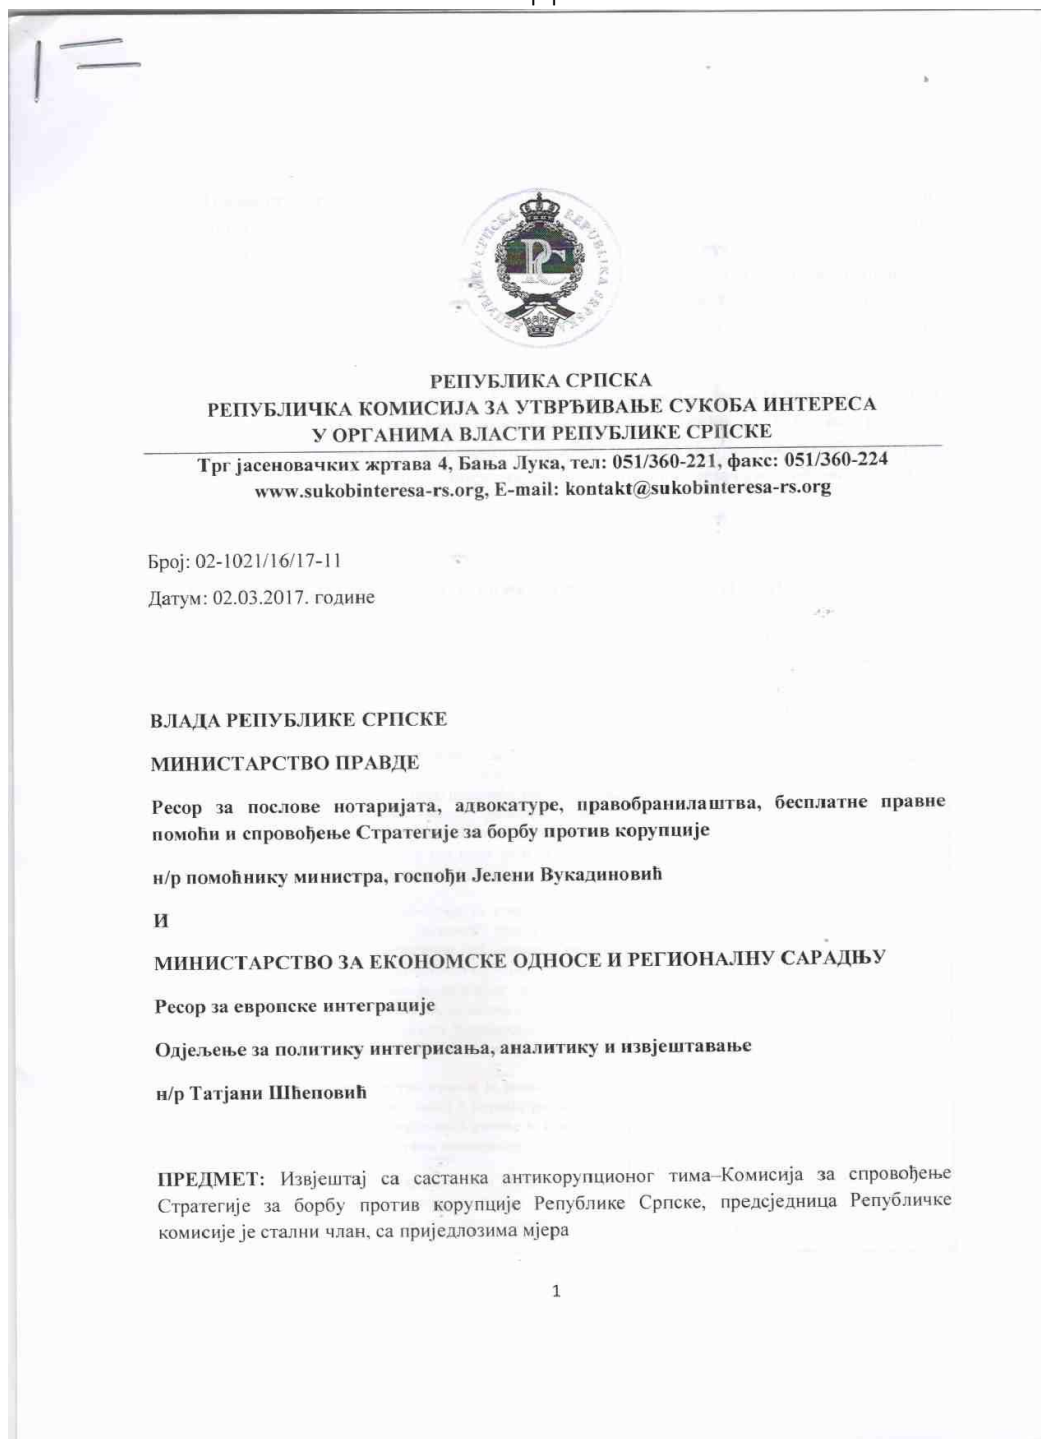 РЕПУБЛИКА СРПСКА REPUBLIKA SRPSKA
РС
РЕПУБЛИКА СРПСКА
РЕПУБЛИЧКА КОМИСИЈА ЗА УТВРЂИВАЊЕ СУКОБА ИНТЕРЕСА
У ОРГАНИМА ВЛАСТИ РЕПУБЛИКЕ СРПСКЕ
Трг јасеновачких жртава 4, Бања Лука, тел: 051/360-221, факс: 051/360-224
www.sukobinteresa-rs.org, E-mail: kontakt@sukobinteresa-rs.org
Број: 02-1021/16/17-11
Датум: 02.03.2017. године
ВЛАДА РЕПУБЛИКЕ СРПСКЕ
МИНИСТАРСТВО ПРАВДЕ
Ресор за послове нотаријата, адвокатуре, правобранилаштва, бесплатне правне
помоћи и спровођење Стратегије за борбу против корупције
н/р помоћнику министра, госпођи Јелени Вукадиновић
И
МИНИСТАРСТВО ЗА ЕКОНОМСКЕ ОДНОСЕ И РЕГИОНАЛНУ САРАДЊУ
Ресор за европске интеграције
Одјељење за политику интегрисања, аналитику и извјештавање
н/р Татјани Шћеповић
ПРЕДМЕТ: Извјештај са састанка антикорупционог тима–Комисија за спровођење
Стратегије за борбу против корупције Републике Српске, предсједница Републичке
комисије је стални члан, са приједлозима мјера
1